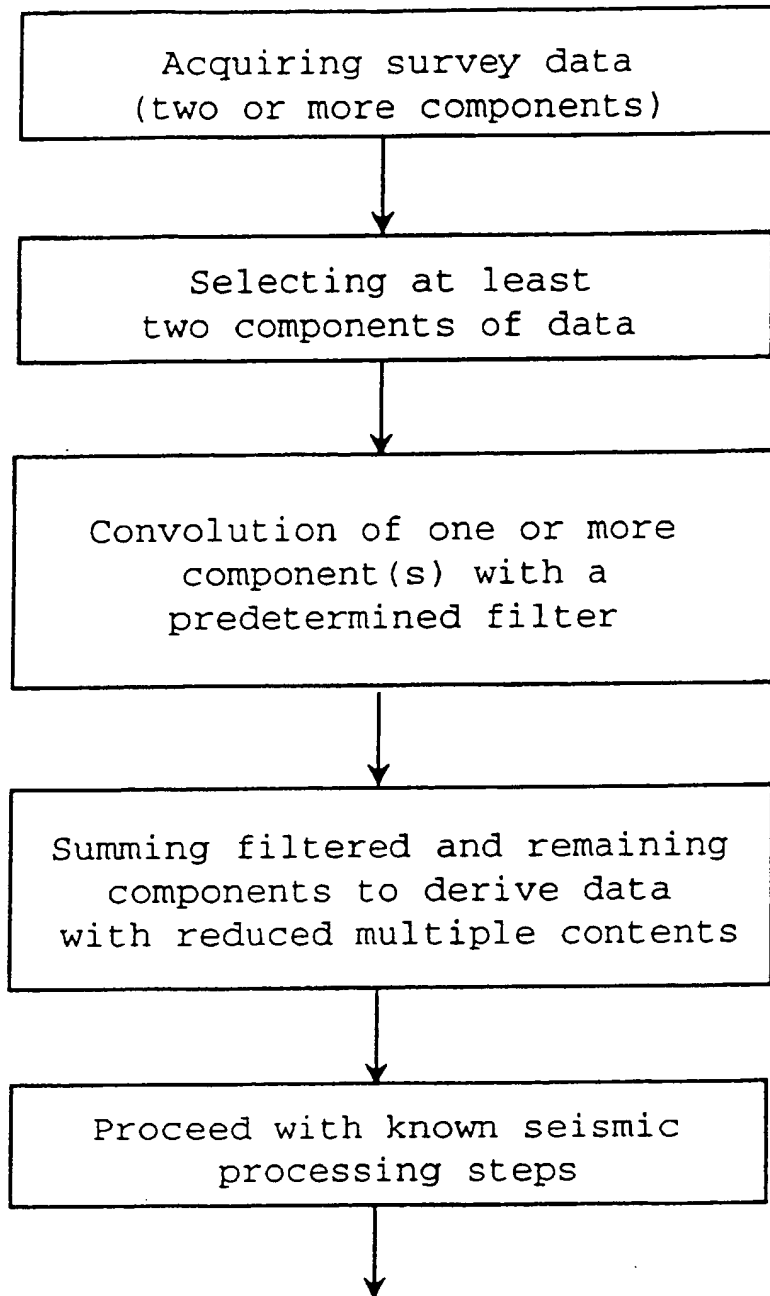 Acquiring survey data
(two or more components)
Selecting at least
two components of data
Convolution of one or more
component(s) with a
predetermined filter
Summing filtered and remaining
components to derive data
with reduced multiple contents
Proceed with known seismic
processing steps